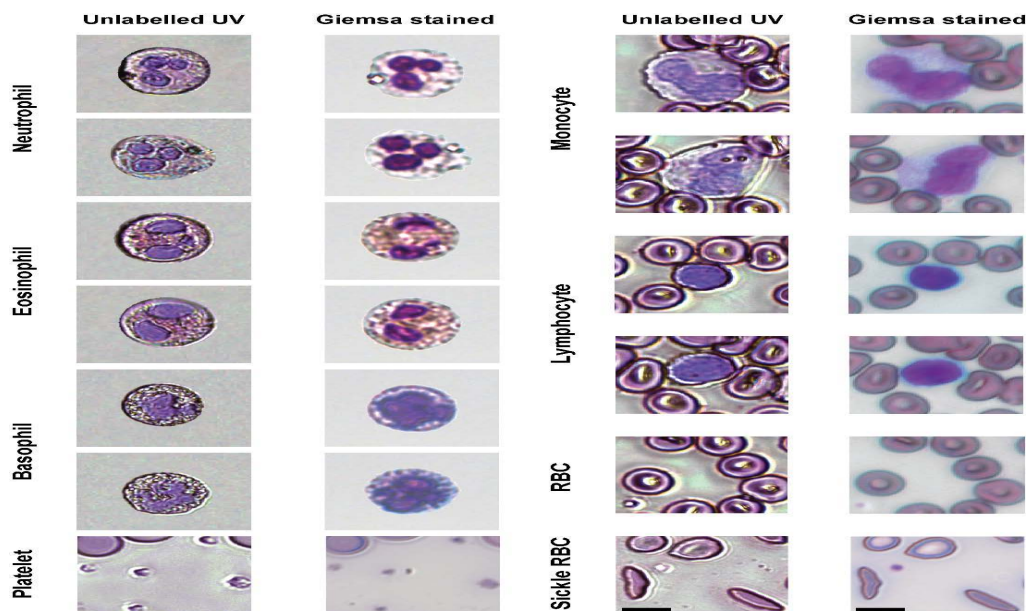 Unlabelled UV
Giemsa stained
Unlabelled UV
Giemsa stained
Neutrophil
Eosinophil
Basophil
Platelet
Monocyte
Lymphocyte
RBC
Sickle RBC